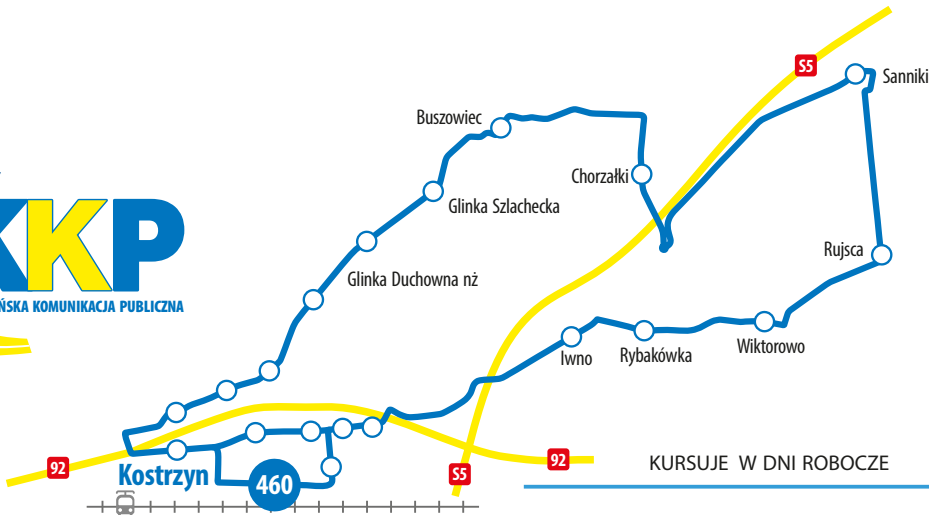 S5
Sanniki
Buszowiec
Chorzałki
Glinka Szlachecka
KKP
Rujsca
Glinka Duchowna nż
KOMUNIKACJA PUBLICZNA
Wiktorowo
Iwno
Rybakówka
92
Kostrzyn
460
S5
92
KURSUJE W DNI ROBOCZE